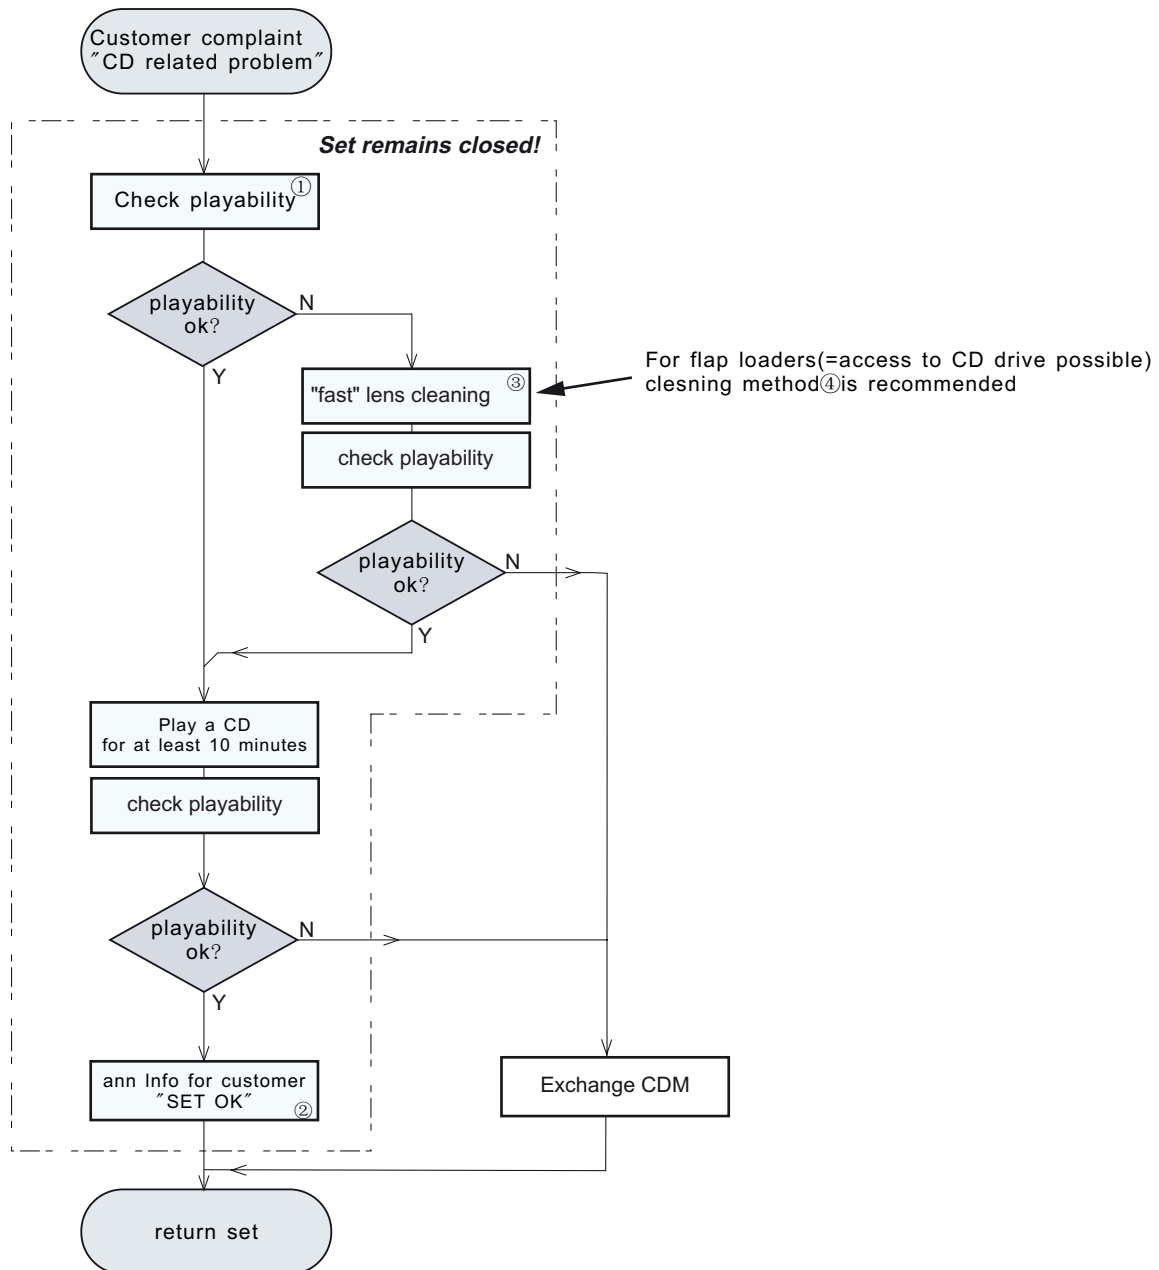 Customer complaint
″CD related problem″
Set remains closed!
①
Check playability
playability
ok?
N
Y
"fast" lens cleaning
③
For flap loaders(=access to CD drive possible)
clesning method④is recommended
check playability
playability
ok?
N
Y
Play a CD
for at least 10 minutes
check playability
playability
ok?
N
Y
ann Info for customer
″SET OK″
②
Exchange CDM
return set